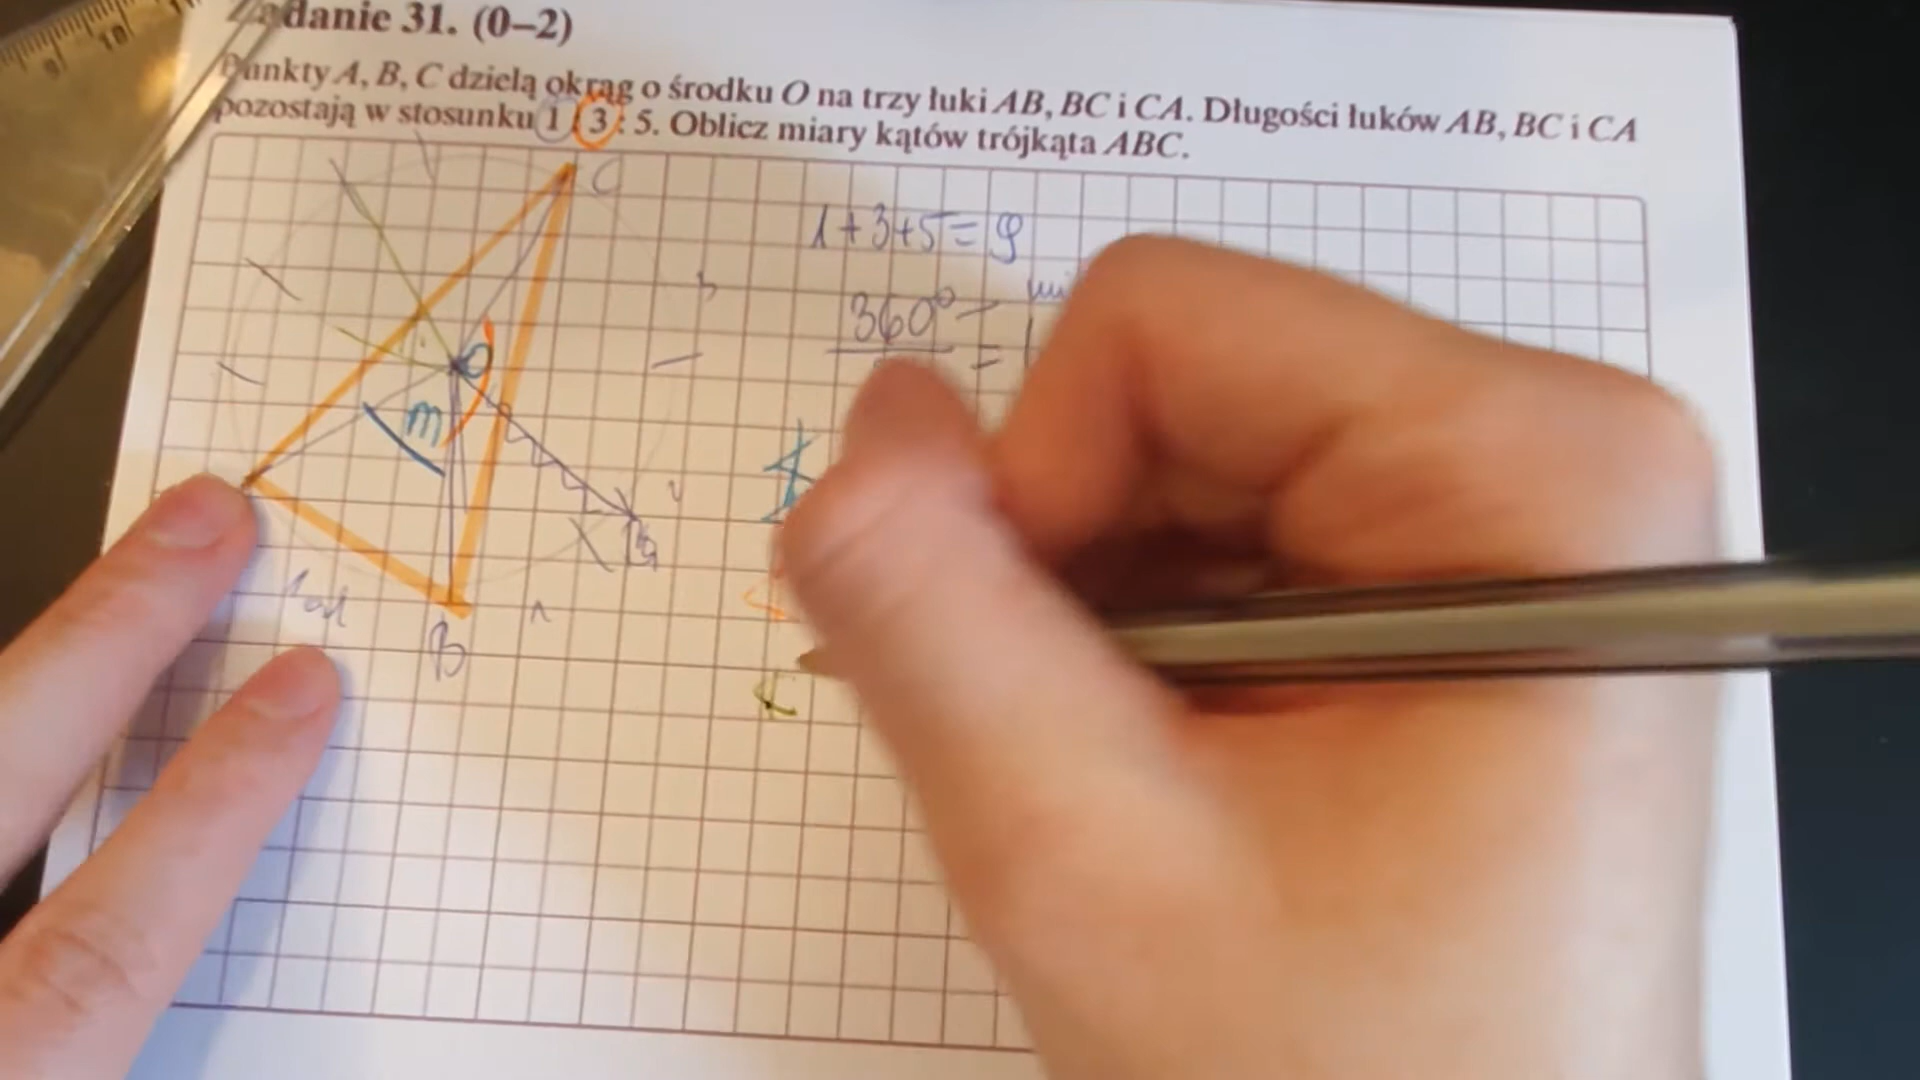 Zadanie 31. (0–2)
Punkty A, B, C dzielą okrąg o środku O na trzy łuki AB, BC i CA. Długości łuków AB, BC i CA
pozostają w stosunku 1 : 3 : 5. Oblicz miary kątów trójkąta ABC.
C
1+3+5=9
360°
=
O
m
B